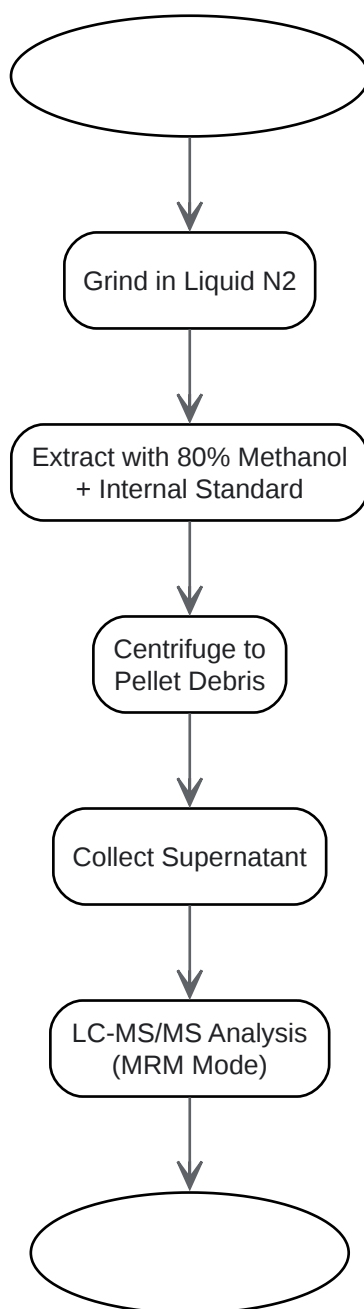 Grind in Liquid N2
Extract with 80% Methanol
+ Internal Standard
Centrifuge to
Pellet Debris
Collect Supernatant
LC-MS/MS Analysis
(MRM Mode)